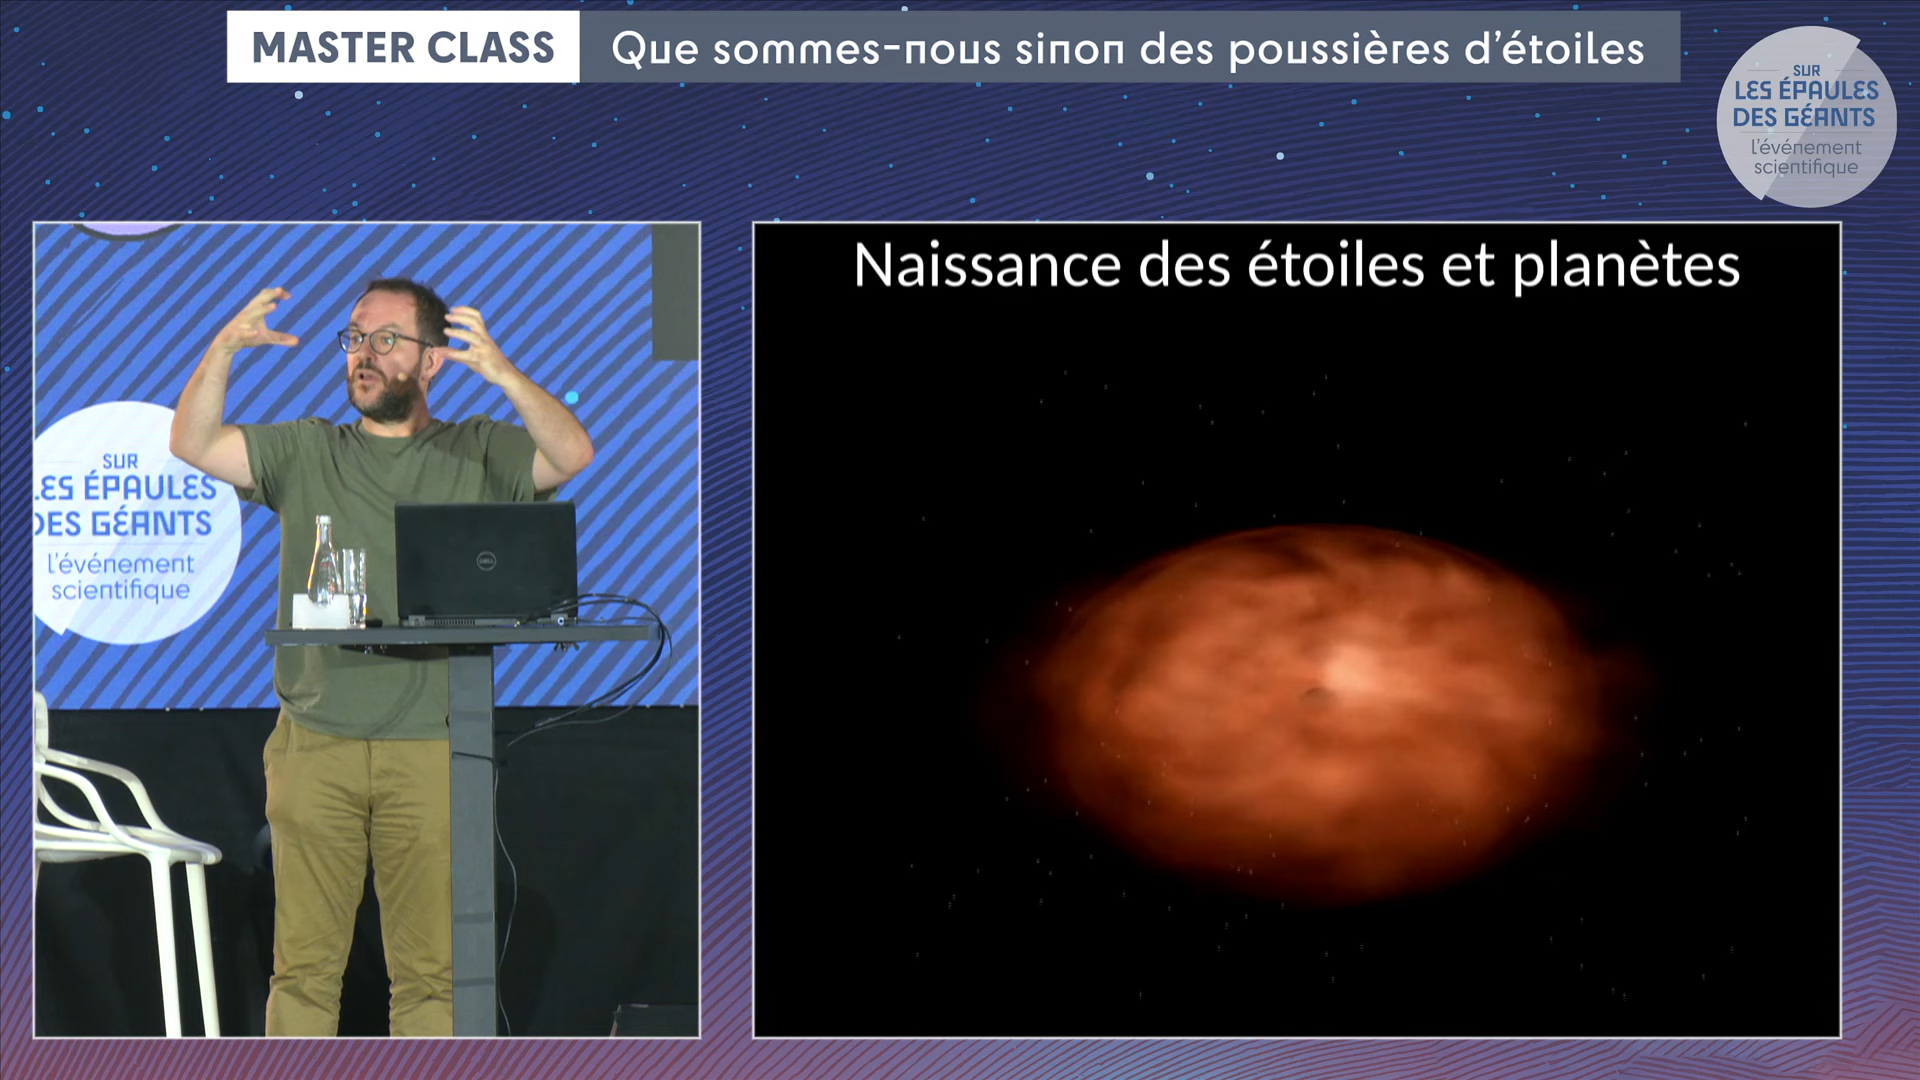 MASTER CLASS Que sommes-nous sinon des poussières d'étoiles
SUR
LES ÉPAULES
DES GÉANTS
l'événement
scientifique
Naissance des étoiles et planètes
SUR
LES ÉPAULES
DES GÉANTS
l'événement
scientifique
DELL